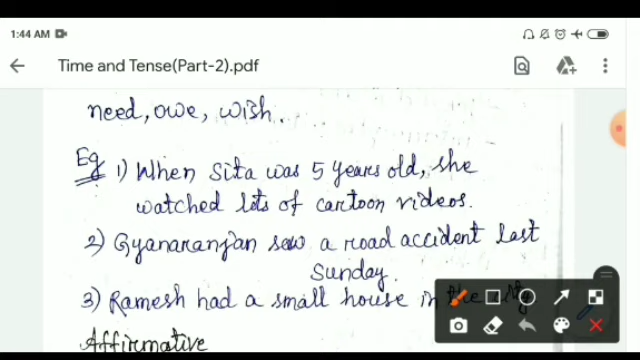 1:44 AM
Time and Tense(Part-2).pdf
need, owe, wish.
Eg 1) When Sita was 5 years old, she
watched lots of cartoon videos.
2) Gyanaranjan saw a road accident last
Sunday.
3) Ramesh had a small house in the city
Affirmative